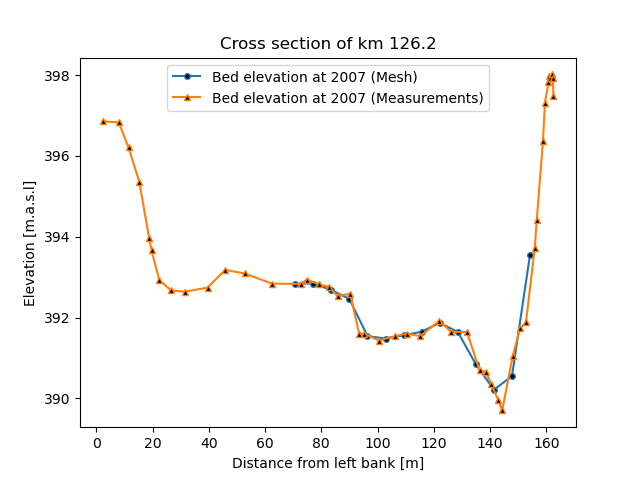 Cross section of km 126.2
Bed elevation at 2007 (Mesh)
Bed elevation at 2007 (Measurements)
Elevation [m.a.s.l]
398
396
394
392
390
0 20 40 60 80 100 120 140 160
Distance from left bank [m]